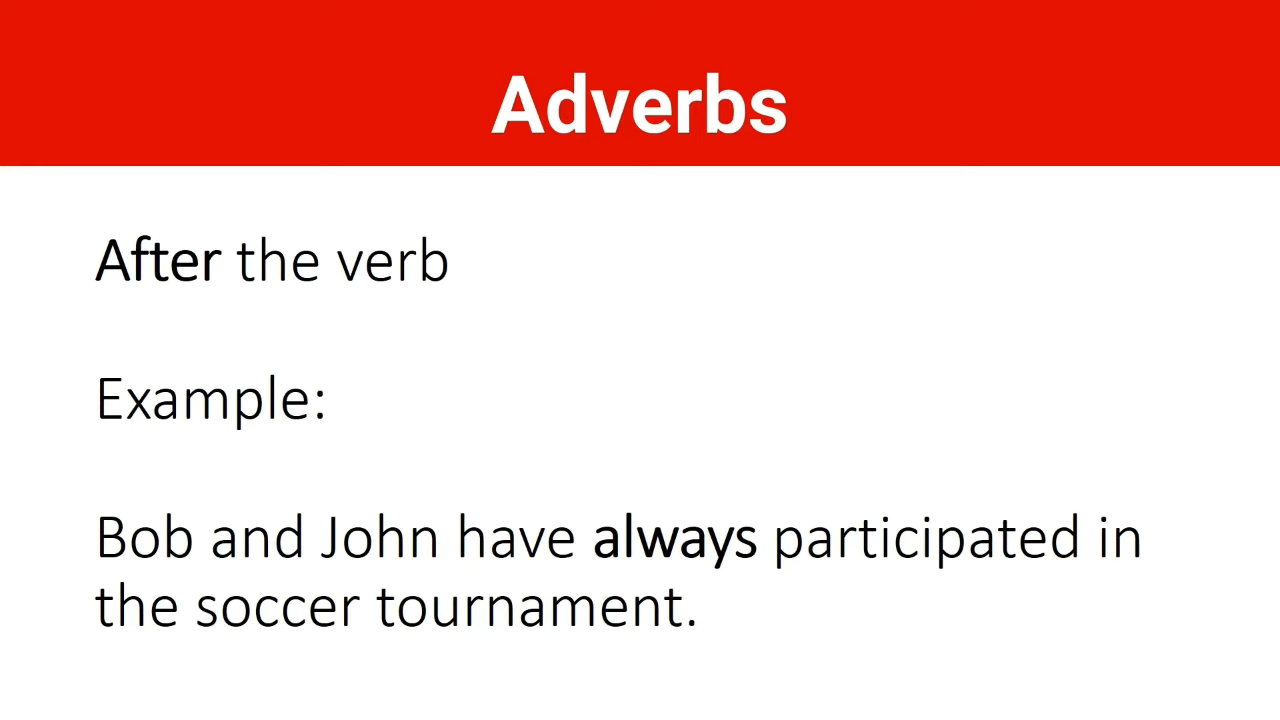 Adverbs
After the verb
Example:
Bob and John have always participated in
the soccer tournament.